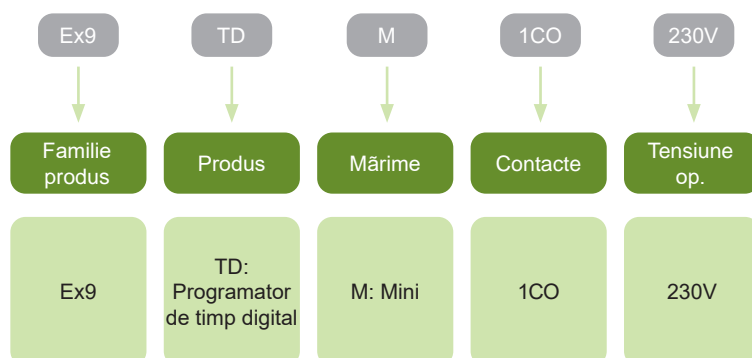 Ex9
TD
M
1CO
230V
Familie
produs
Produs
Mãrime
Contacte
Tensiune
op.
Ex9
TD:
Programator
de timp digital
M: Mini
1CO
230V